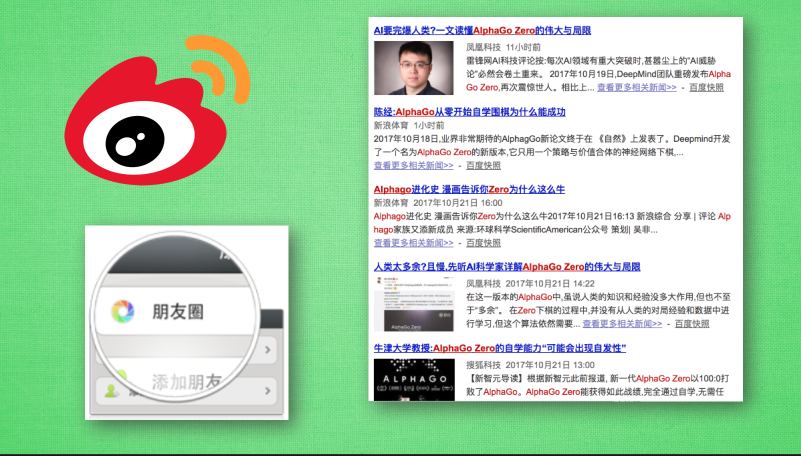 AI要完爆人类?一文读懂AlphaGo Zero的伟大与局限
凤凰科技 11小时前
雷锋网AI科技评论按:每次AI领域有重大突破时,甚嚣尘上的"AI威胁
论"必然会卷土重来。 2017年10月19日,DeepMind团队重磅发布Alpha
Go Zero,再次震惊世人。相比上... 查看更多相关新闻>> - 百度快照
陈经:AlphaGo从零开始自学围棋为什么能成功
新浪体育 1小时前
2017年10月18日,业界非常期待的AlphagGo新论文终于在 《自然》上发表了。Deepmind开发
了一个名为AlphaGo Zero的新版本,它只用一个策略与价值合体的神经网络下棋,...
查看更多相关新闻>> - 百度快照
Alphago进化史 漫画告诉你Zero为什么这么牛
新浪体育 2017年10月21日 16:00
Alphago进化史 漫画告诉你Zero为什么这么牛2017年10月21日16:13 新浪综合 分享 | 评论 Alp
hago家族又添新成员 来源:环球科学ScientificAmerican公众号 策划| 吴非...
查看更多相关新闻>> - 百度快照
人类太多余?且慢,先听AI科学家详解AlphaGo Zero的伟大与局限
凤凰科技 2017年10月21日 14:22
在这一版本的AlphaGo中,虽说人类的知识和经验没多大作用,但也不至
于"多余"。 在Zero下棋的过程中,并没有从人类的对局经验和数据中进
行学习,但这个算法依然需要... 查看更多相关新闻>> - 百度快照
AlphaGo Zero
牛津大学教授:AlphaGo Zero的自学能力"可能会出现自发性"
搜狐科技 2017年10月21日 13:00
【新智元导读】根据新智元此前报道, 新一代AlphaGo Zero以100:0打
败了AlphaGo。AlphaGo Zero能获得如此战绩,完全通过自学,无需任
ALPHAGO
朋友圈
添加朋友